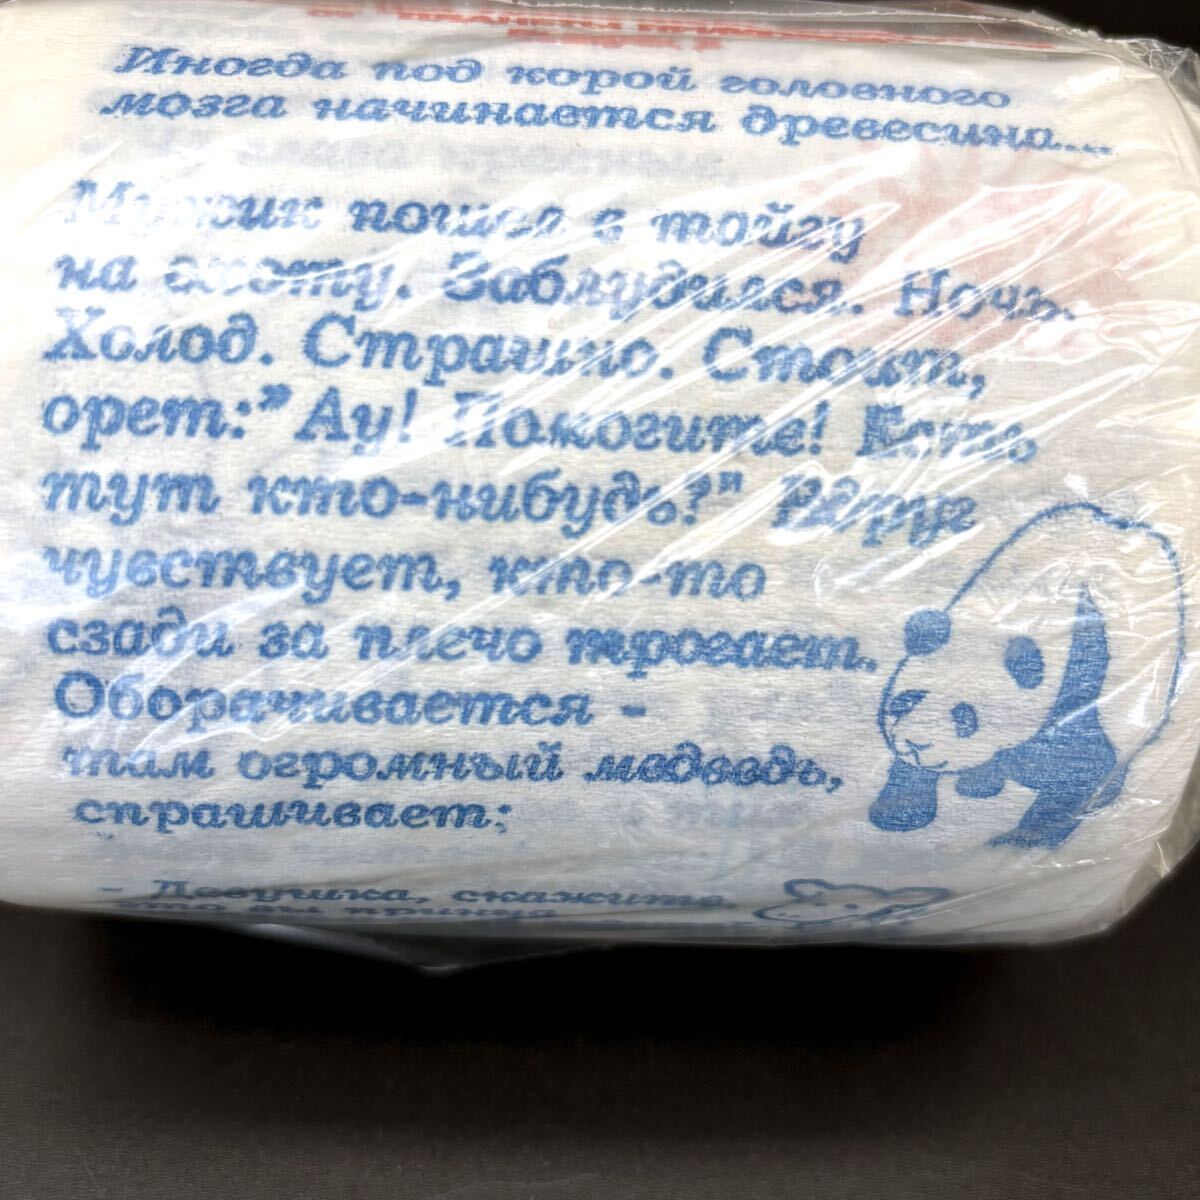 Иногда под корой головного
мозга начинается древесина...
Мужик пошел в тайгу
на охоту. Заблудился. Ночь.
Холод. Страшно. Стоит,
орет:" Ау! Помогите! Есть
тут кто-нибудь?" Вдруг
чувствует, кто-то
сзади за плечо трогает.
Оборачивается -
там огромный медведь,
спрашивает:
- Девушка, скажите,